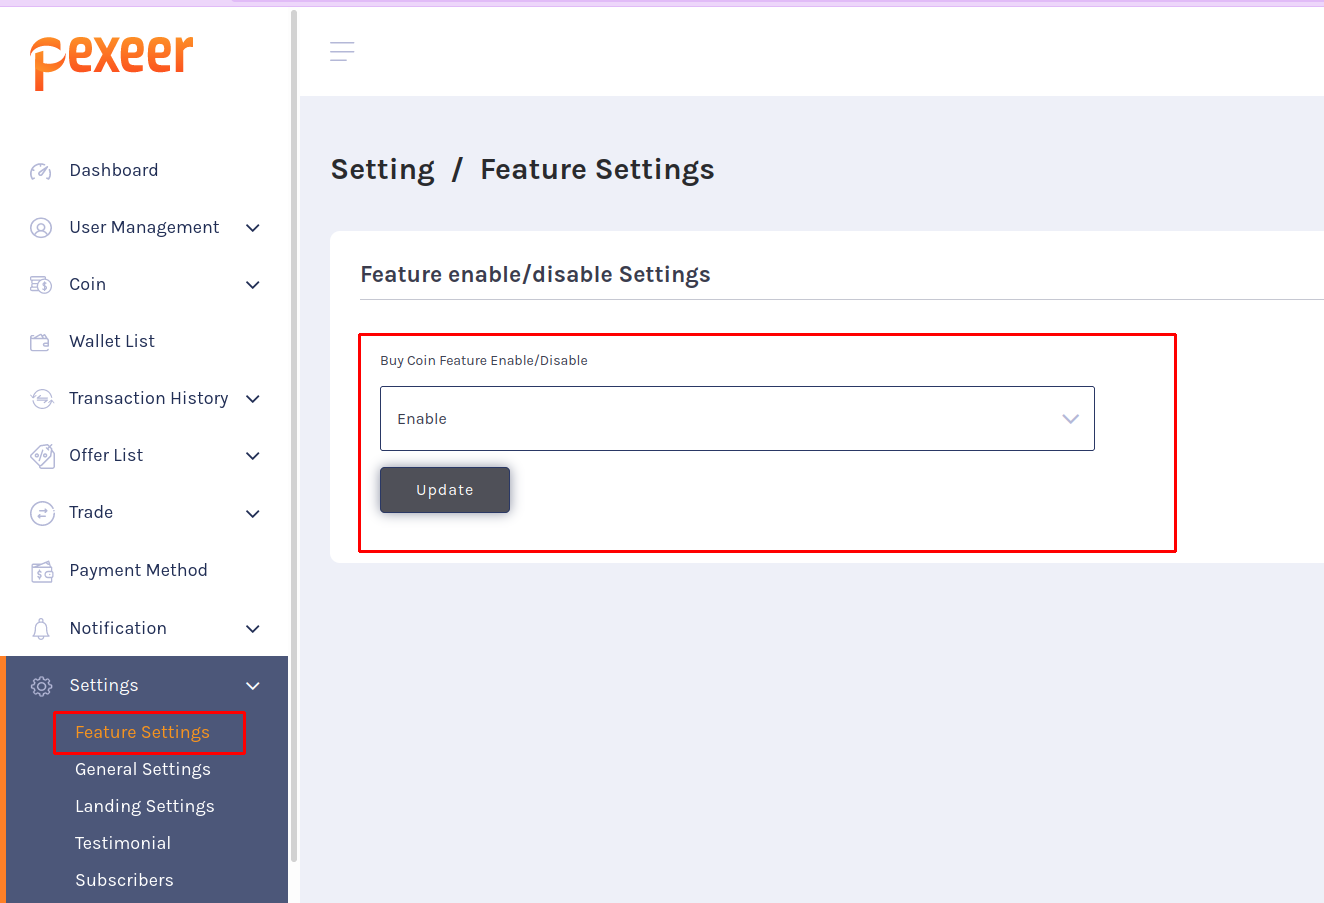 pexeer
Dashboard
User Management
Coin
Wallet List
Transaction History
Offer List
Trade
Payment Method
Notification
Settings
Feature Settings
General Settings
Landing Settings
Testimonial
Subscribers
Setting / Feature Settings
Feature enable/disable Settings
Buy Coin Feature Enable/Disable
Enable
Update